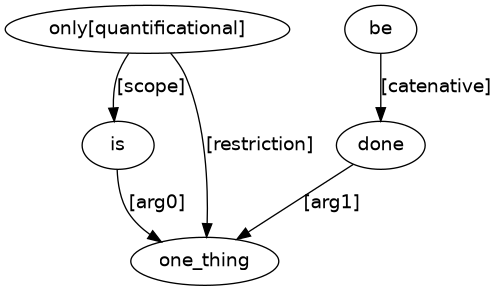 only[quantificational] be
[scope] [catenative]
is [restriction] done
[arg0] [arg1]
one_thing